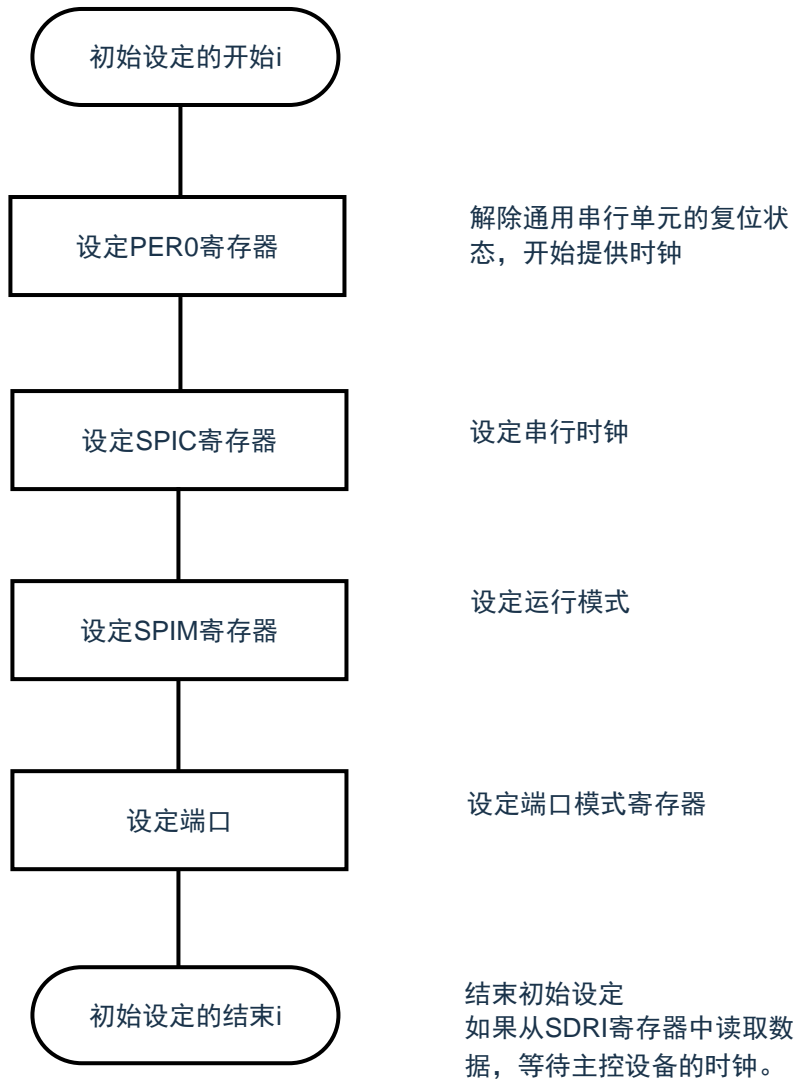 初始设定的开始i
设定PER0寄存器
解除通用串行单元的复位状
态，开始提供时钟
设定SPIC寄存器
设定串行时钟
设定SPIM寄存器
设定运行模式
设定端口
设定端口模式寄存器
初始设定的结束i
结束初始设定
如果从SDRI寄存器中读取数
据，等待主控设备的时钟。